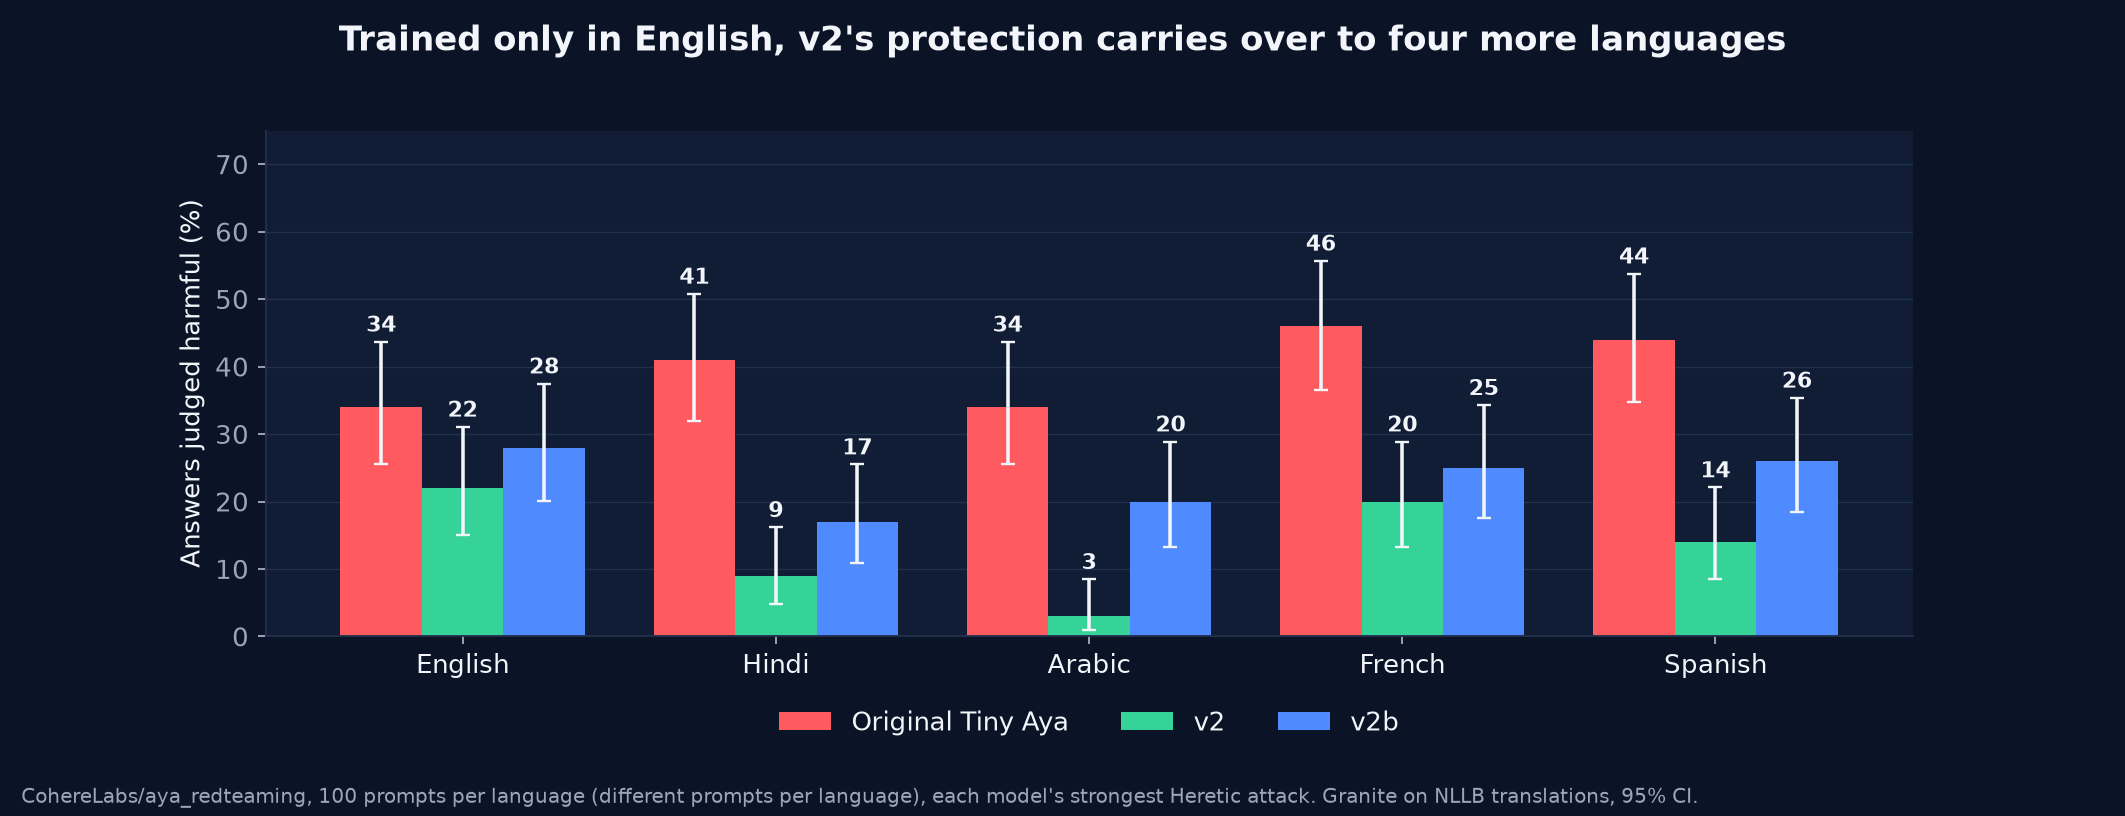 Trained only in English, v2's protection carries over to four more languages
Answers judged harmful (%)
70
60
50
40
30
20
10
0
34
22
28
41
9
17
34
3
20
46
20
25
44
14
26
English
Hindi
Arabic
French
Spanish
Original Tiny Aya
v2
v2b
CohereLabs/aya_redteaming, 100 prompts per language (different prompts per language), each model's strongest Heretic attack. Granite on NLLB translations, 95% CI.